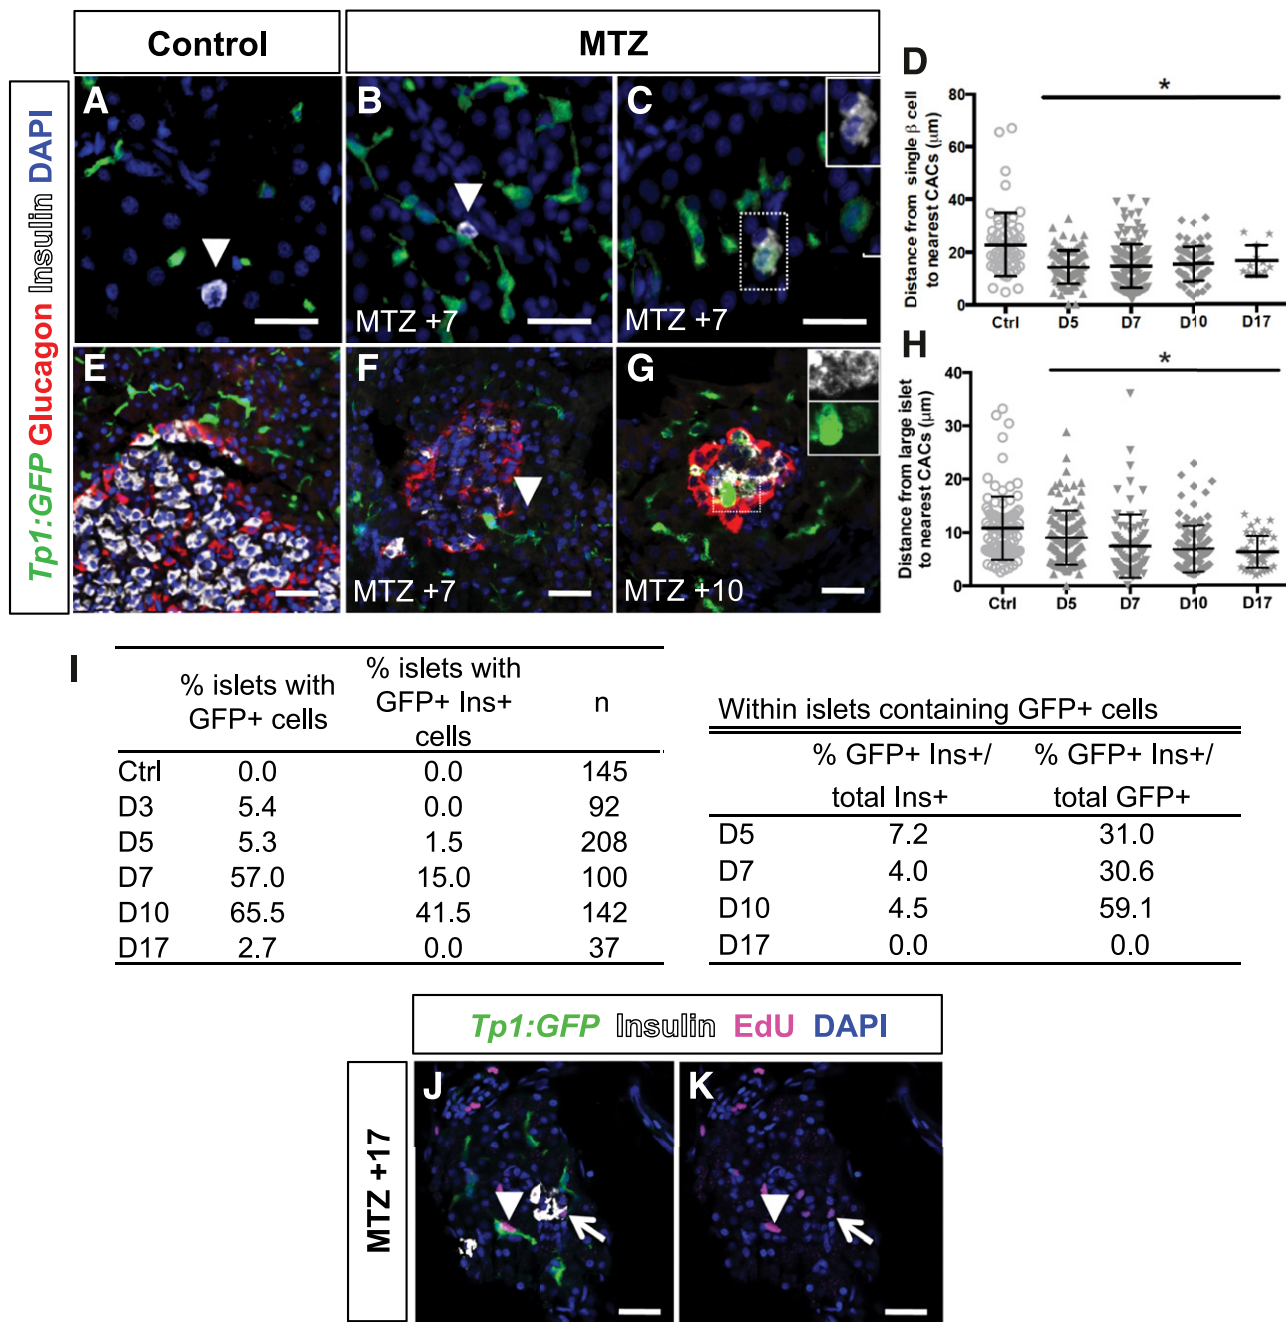 Control
MTZ
Tp1:GFP Glucagon Insulin DAPI
A
B
MTZ +7
C
MTZ +7
D
Distance from single β cell
to nearest CACs (μm)
80
60
40
20
0
*
Ctrl D5 D7 D10 D17
E
F
MTZ +7
G
MTZ +10
H
Distance from large islet
to nearest CACs (μm)
40
30
20
10
0
*
Ctrl D5 D7 D10 D17
I
% islets with GFP+ cells % islets with GFP+ Ins+ cells n
Ctrl 0.0 0.0 145
D3 5.4 0.0 92
D5 5.3 1.5 208
D7 57.0 15.0 100
D10 65.5 41.5 142
D17 2.7 0.0 37
Within islets containing GFP+ cells
% GFP+ Ins+/ total Ins+ % GFP+ Ins+/ total GFP+
D5 7.2 31.0
D7 4.0 30.6
D10 4.5 59.1
D17 0.0 0.0
Tp1:GFP Insulin EdU DAPI
MTZ +17
J
K